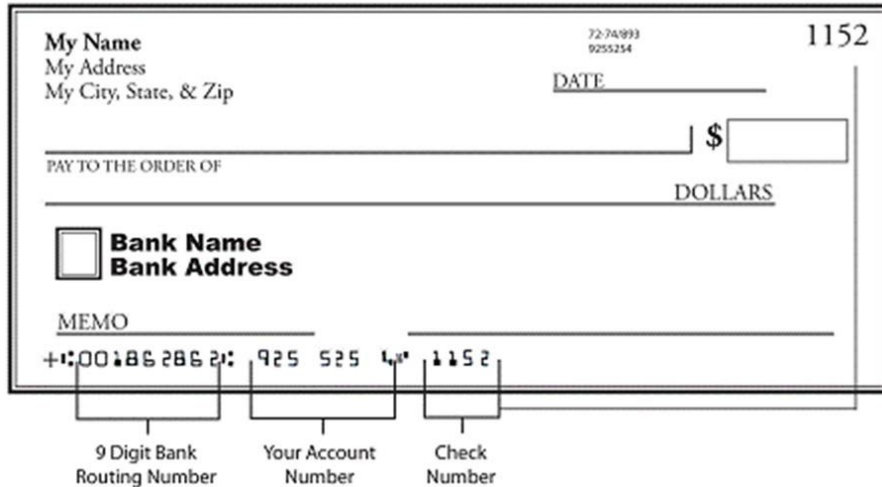 My Name
My Address
My City, State, & Zip
72-74/893
9255254
1152
DATE
$
PAY TO THE ORDER OF
DOLLARS
Bank Name
Bank Address
MEMO
001862862 925 525 4 1152
9 Digit Bank
Routing Number
Your Account
Number
Check
Number